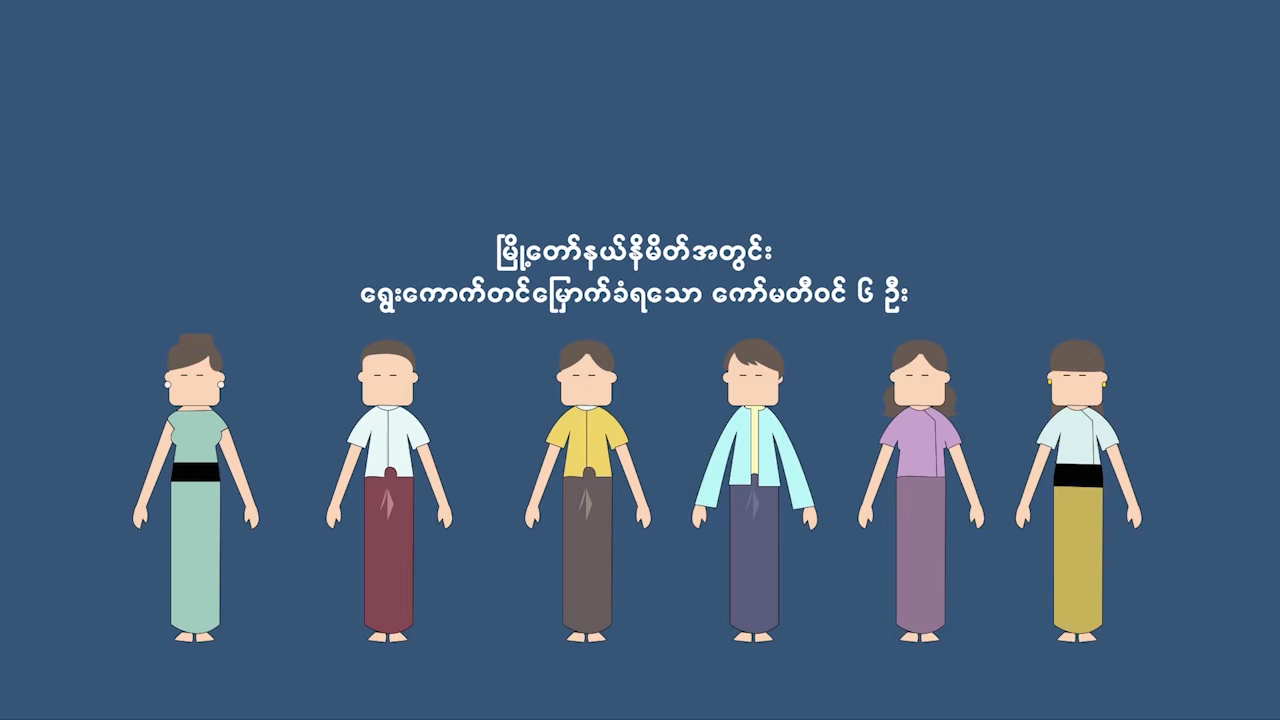 မြို့တော်နယ်နိမိတ်အတွင်း
ရွေးကောက်တင်မြှောက်ခံရသော ကော်မတီဝင် ၆ ဦး